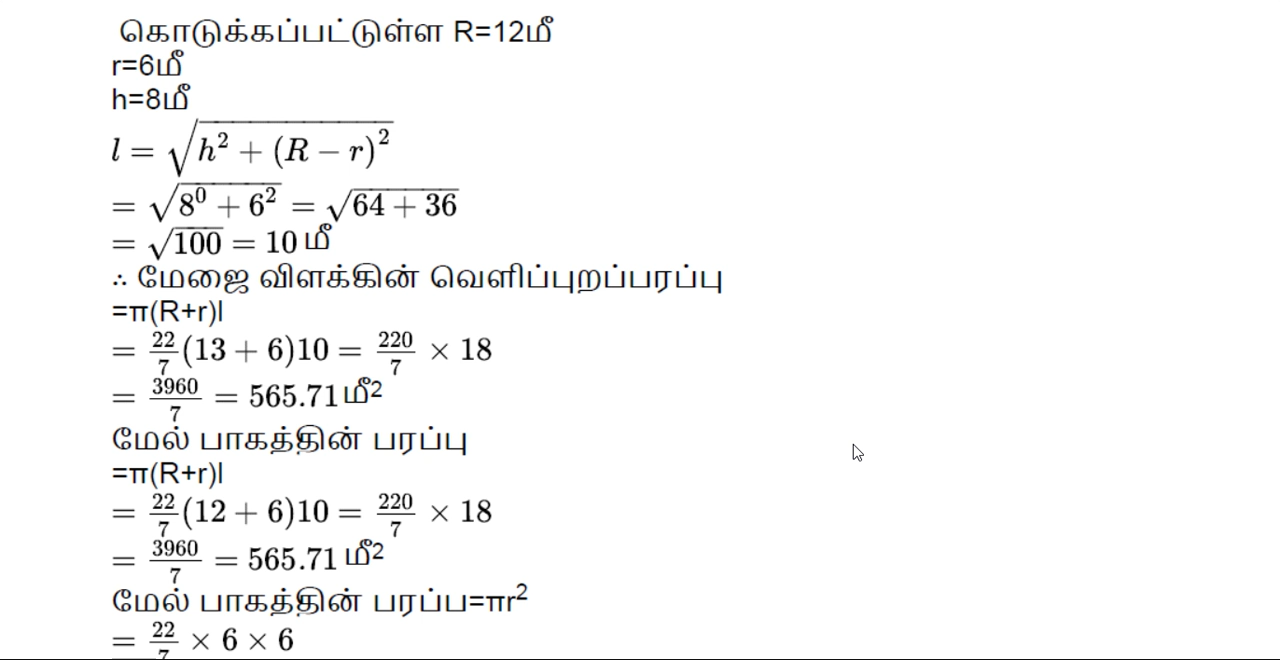 கொடுக்கப்பட்டுள்ள R=12மீ
r=6மீ
h=8மீ
l = √(h² + (R − r)²)
= √(8⁰ + 6²) = √(64 + 36)
= √100 = 10 மீ
∴ மேஜை விளக்கின் வெளிப்புறப்பரப்பு
=π(R+r)l
= 22/7 (13 + 6)10 = 220/7 × 18
= 3960/7 = 565.71 மீ2
மேல் பாகத்தின் பரப்பு
=π(R+r)l
= 22/7 (12 + 6)10 = 220/7 × 18
= 3960/7 = 565.71 மீ2
மேல் பாகத்தின் பரப்ப=πr²
= 22/7 × 6 × 6